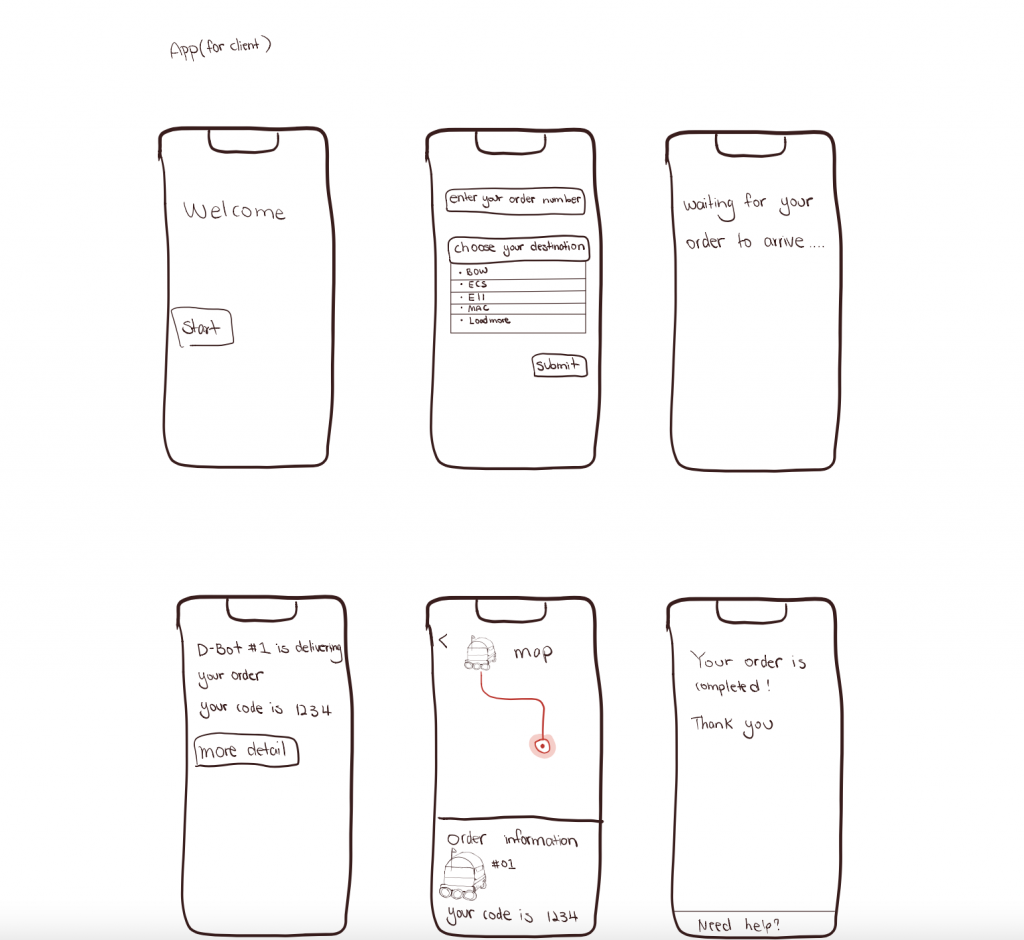 App(for client)
Welcome
Start
enter your order number
choose your destination
• BOW
• ECS
• Ell
• MAC
• Load more
submit
waiting for your
order to arrive....
D-Bot #1 is delivering
your order
your code is 1234
more detail
<
map
order information
#01
your code is 1234
Your order is
completed!
Thank you
Need help?